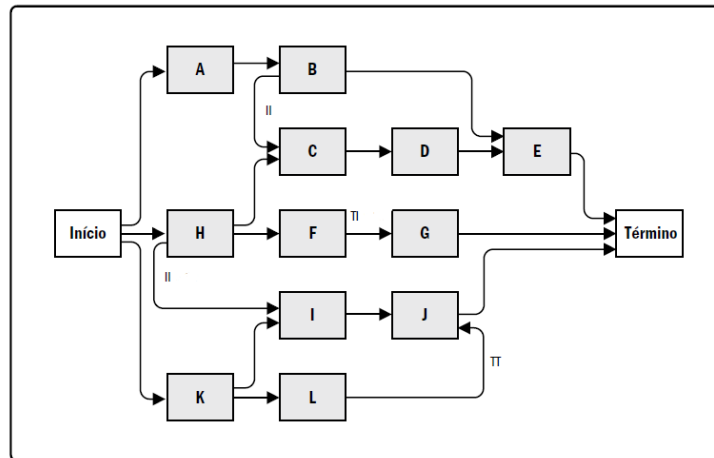 A B
II
C D E
Início H F TI G Término
II
I J
TT
K L